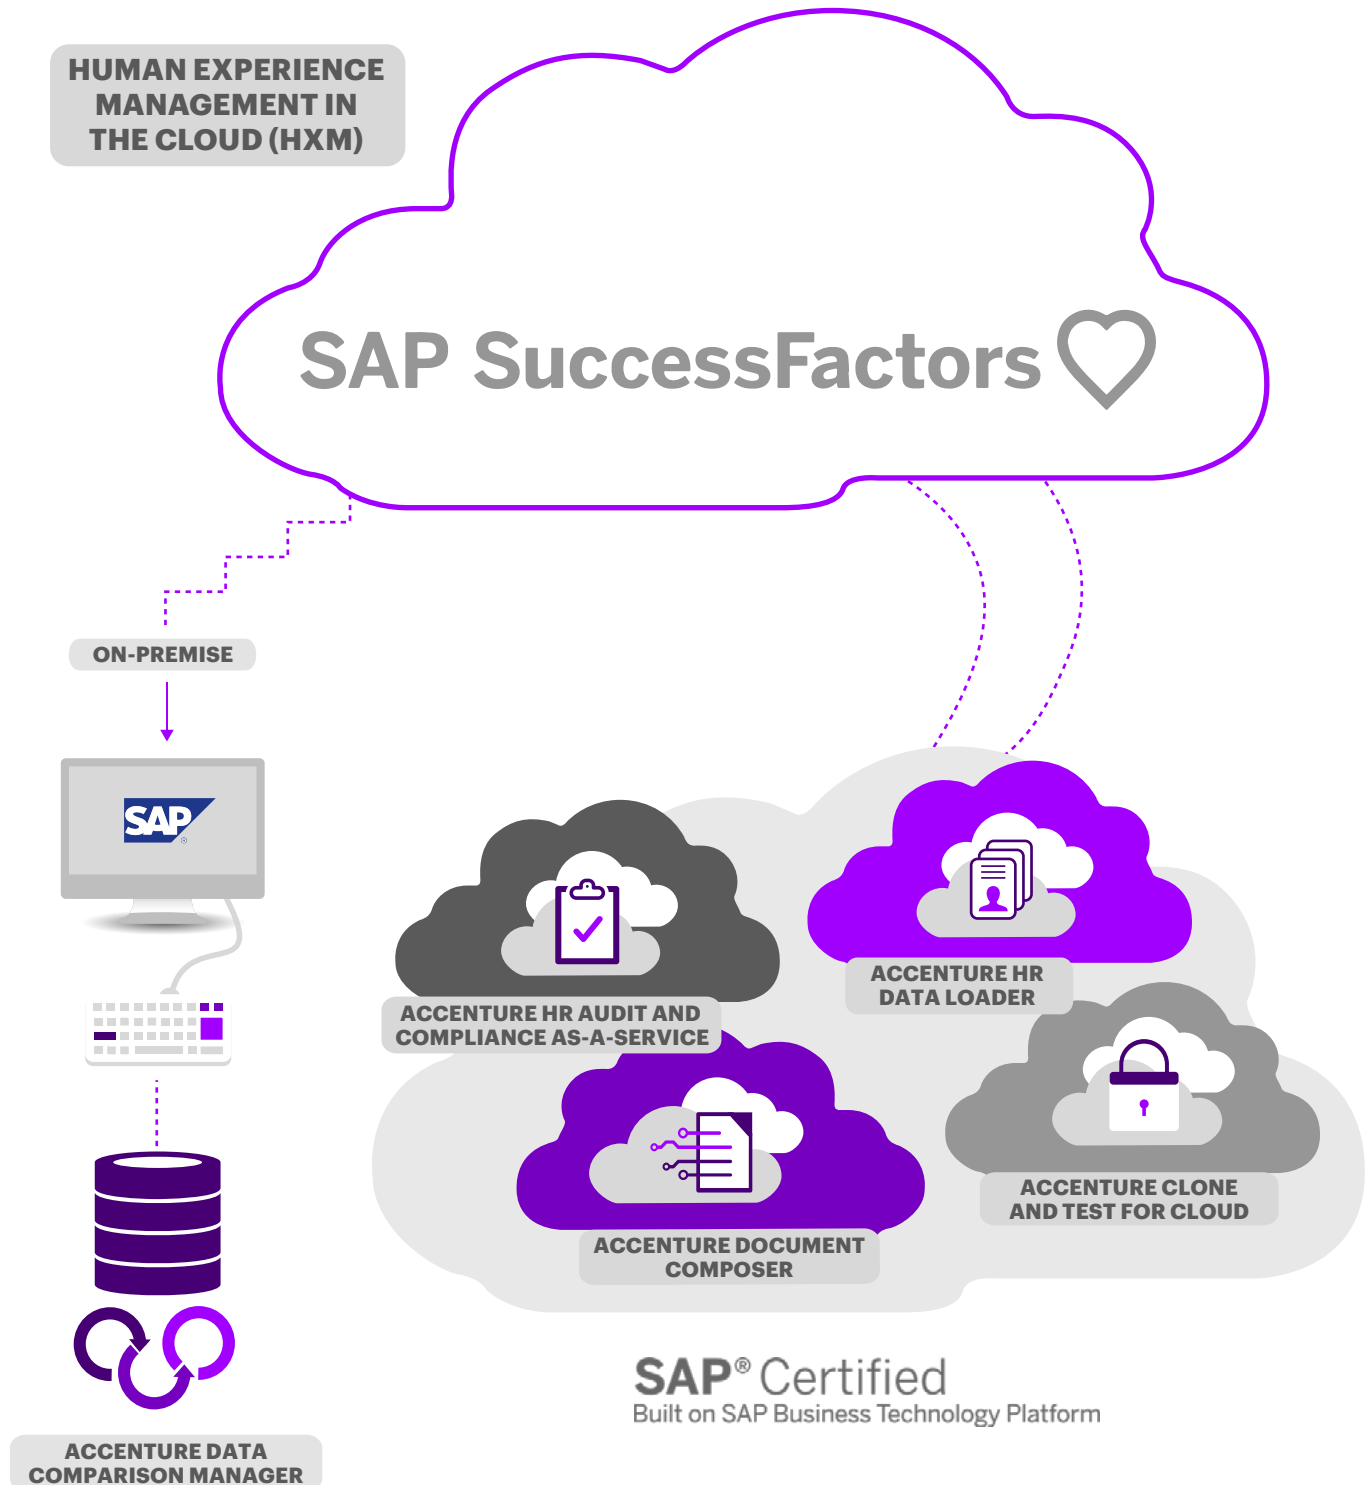 HUMAN EXPERIENCE
MANAGEMENT IN
THE CLOUD (HXM)
SAP SuccessFactors
ON-PREMISE
SAP
®
ACCENTURE HR
DATA LOADER
ACCENTURE HR AUDIT AND
COMPLIANCE AS-A-SERVICE
ACCENTURE CLONE
AND TEST FOR CLOUD
ACCENTURE DOCUMENT
COMPOSER
SAP® Certified
Built on SAP Business Technology Platform
ACCENTURE DATA
COMPARISON MANAGER